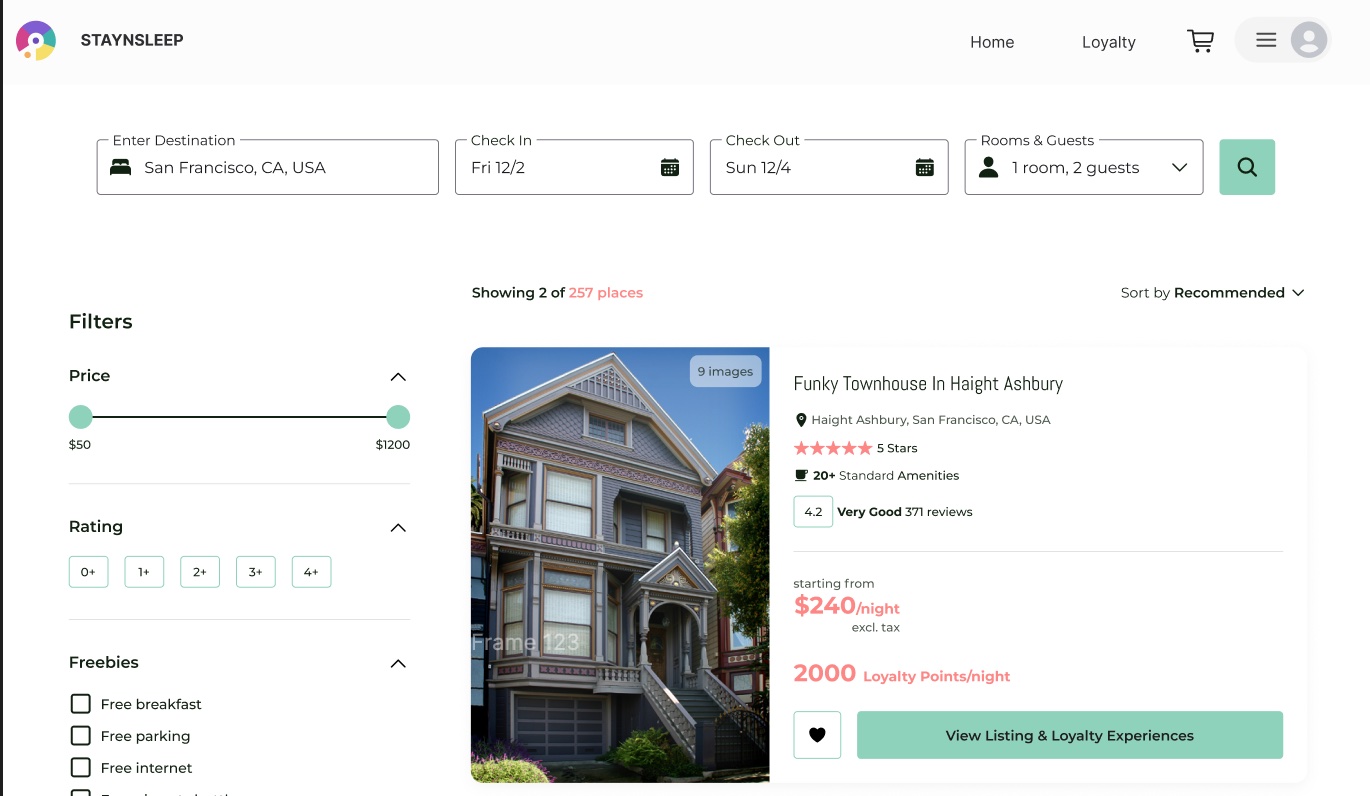 STAYNSLEEP
Home
Loyalty
Enter Destination
San Francisco, CA, USA
Check In
Fri 12/2
Check Out
Sun 12/4
Rooms & Guests
1 room, 2 guests
Showing 2 of 257 places
Sort by Recommended
Filters
Price
$50
$1200
Rating
0+
1+
2+
3+
4+
Freebies
Free breakfast
Free parking
Free internet
9 images
Frame 123
Funky Townhouse In Haight Ashbury
Haight Ashbury, San Francisco, CA, USA
5 Stars
20+ Standard Amenities
4.2 Very Good 371 reviews
starting from
$240/night
excl. tax
2000 Loyalty Points/night
View Listing & Loyalty Experiences